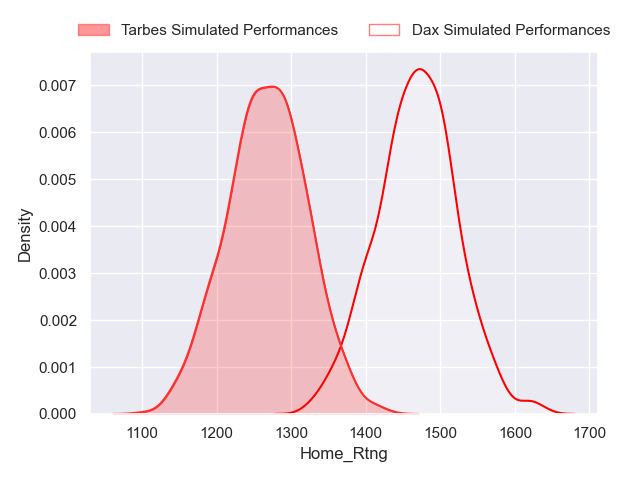 Tarbes Simulated Performances Dax Simulated Performances
0.007
0.006
0.005
0.004
0.003
0.002
0.001
0.000
Density
1100 1200 1300 1400 1500 1600 1700
Home_Rtng